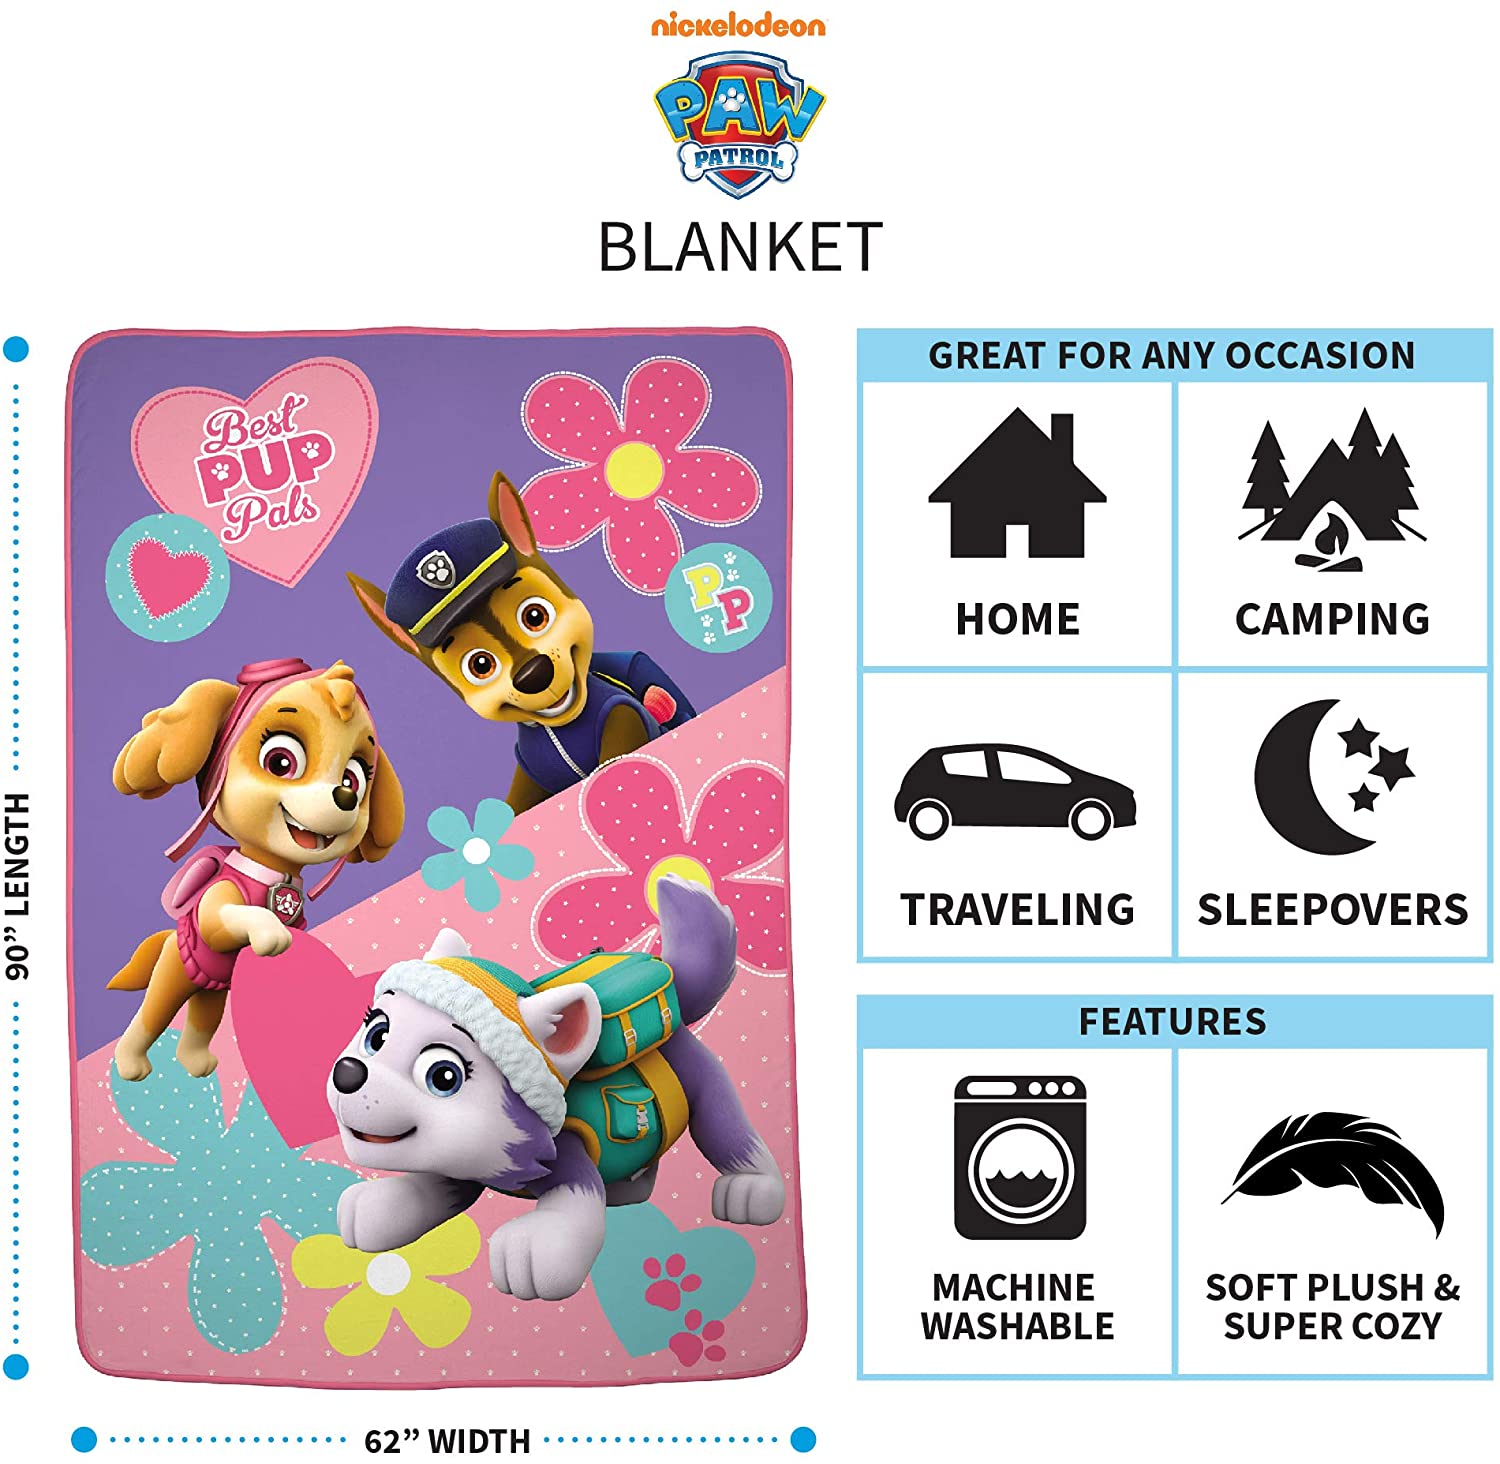 nickelodeon
PAW
PATROL
BLANKET
Best
PUP
Pals
P
P
90” LENGTH
62” WIDTH
GREAT FOR ANY OCCASION
HOME
CAMPING
TRAVELING
SLEEPOVERS
FEATURES
MACHINE
WASHABLE
SOFT PLUSH &
SUPER COZY